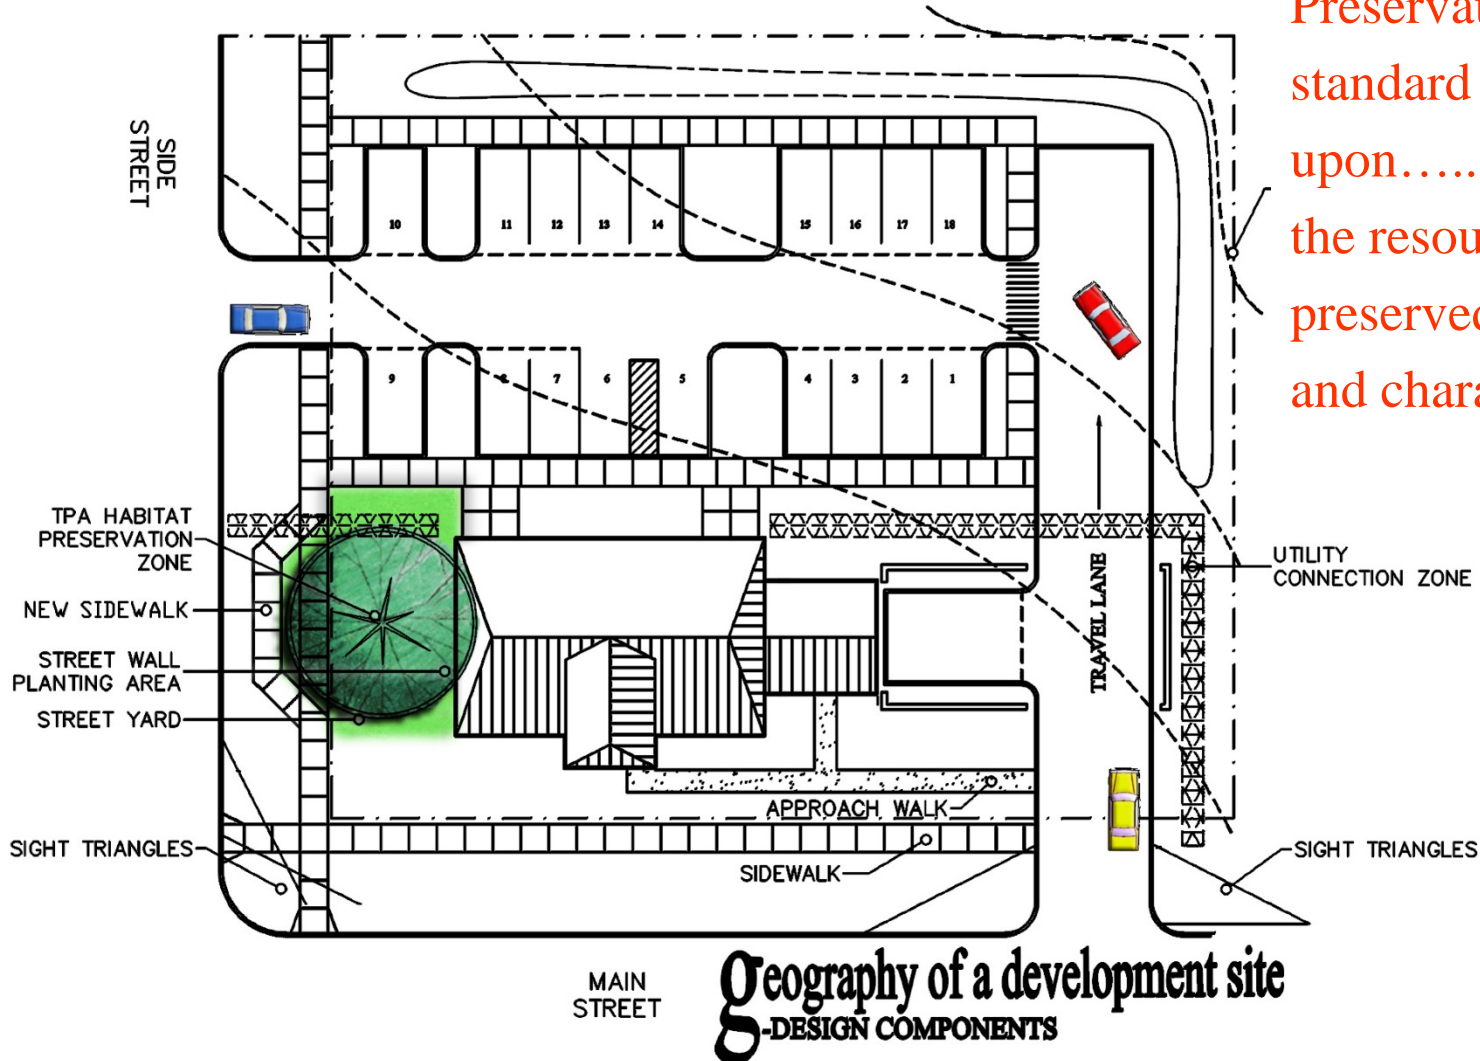 Preservat
standard
upon…..
the resou
preserved
and chara
SIDE
STREET
10
11
12
13
14
15
16
17
18
9
8
7
6
5
4
3
2
1
TPA HABITAT
PRESERVATION
ZONE
NEW SIDEWALK
STREET WALL
PLANTING AREA
STREET YARD
SIGHT TRIANGLES
TRAVEL LANE
UTILITY
CONNECTION ZONE
APPROACH WALK
SIDEWALK
SIGHT TRIANGLES
MAIN
STREET
geography of a development site
-DESIGN COMPONENTS